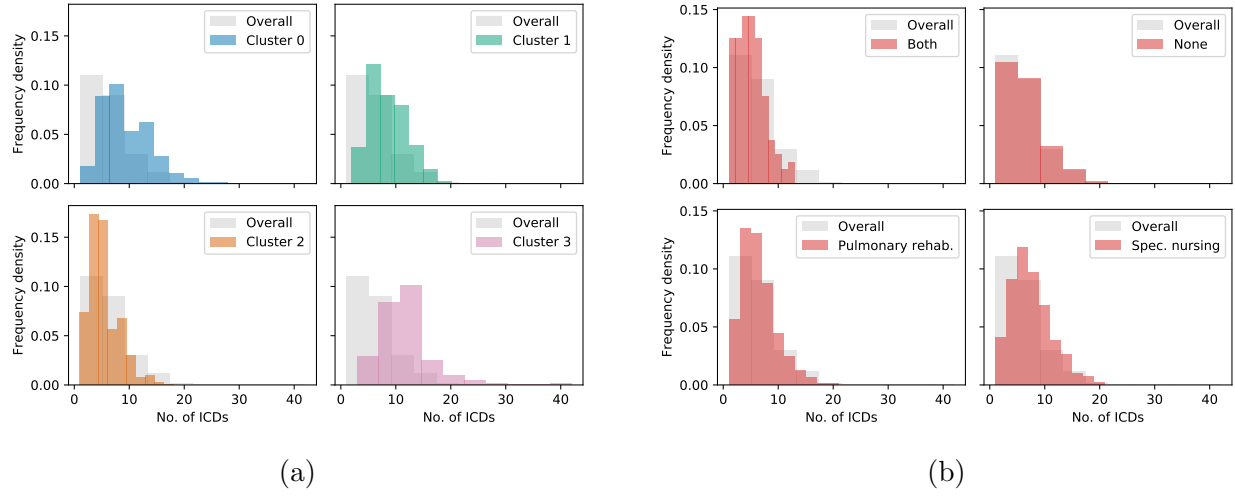 Frequency density
0.15
0.10
0.05
0.00
Overall
Cluster 0
Overall
Cluster 1
Frequency density
0.15
0.10
0.05
0.00
0 10 20 30 40
No. of ICDs
Overall
Cluster 2
0 10 20 30 40
No. of ICDs
Overall
Cluster 3
(a)
Frequency density
0.15
0.10
0.05
0.00
Overall
Both
Overall
None
Frequency density
0.15
0.10
0.05
0.00
0 10 20 30 40
No. of ICDs
Overall
Pulmonary rehab.
0 10 20 30 40
No. of ICDs
Overall
Spec. nursing
(b)